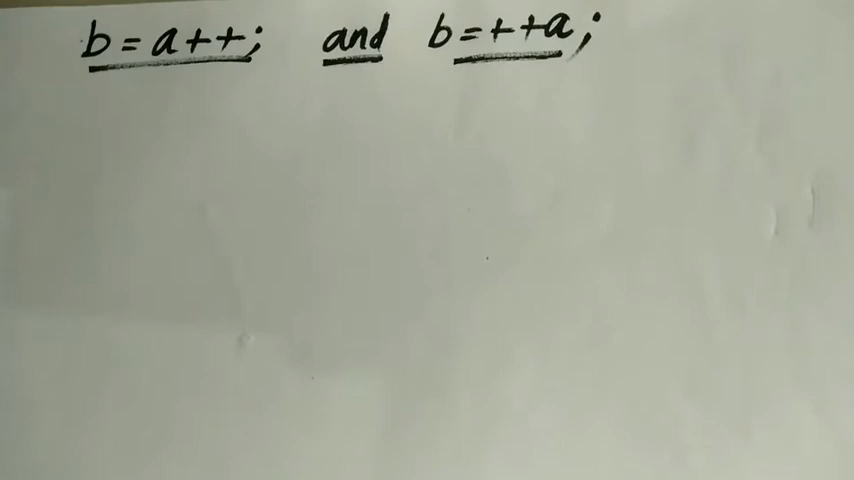 b = a++; and b=++a;